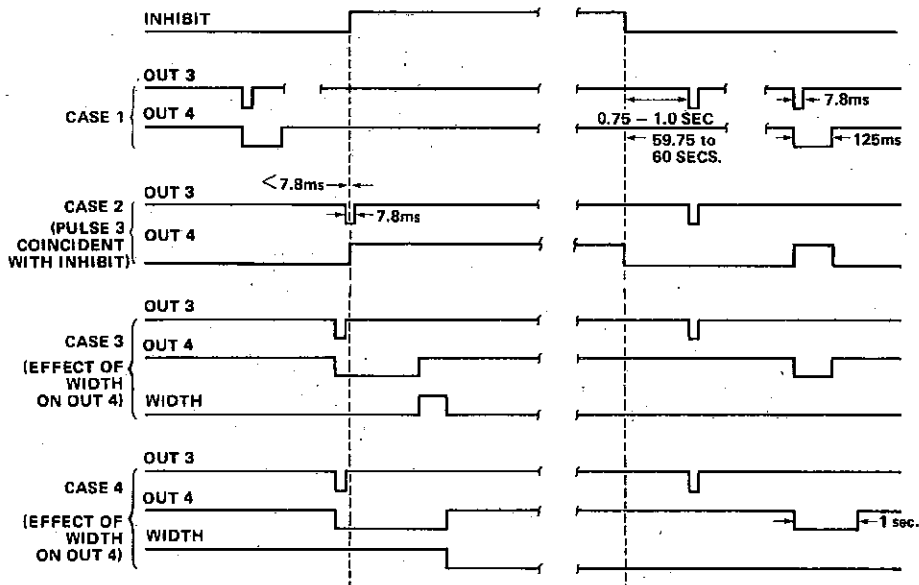 INHIBIT
OUT 3
CASE 1
OUT 4
7.8ms
0.75 – 1.0 SEC
59.75 to
60 SECS.
125ms
<7.8ms
OUT 3
CASE 2
(PULSE 3
COINCIDENT
WITH INHIBIT)
7.8ms
OUT 4
OUT 3
CASE 3
OUT 4
(EFFECT OF
WIDTH
ON OUT 4)
WIDTH
OUT 3
CASE 4
OUT 4
(EFFECT OF
WIDTH
ON OUT 4)
WIDTH
1 sec.